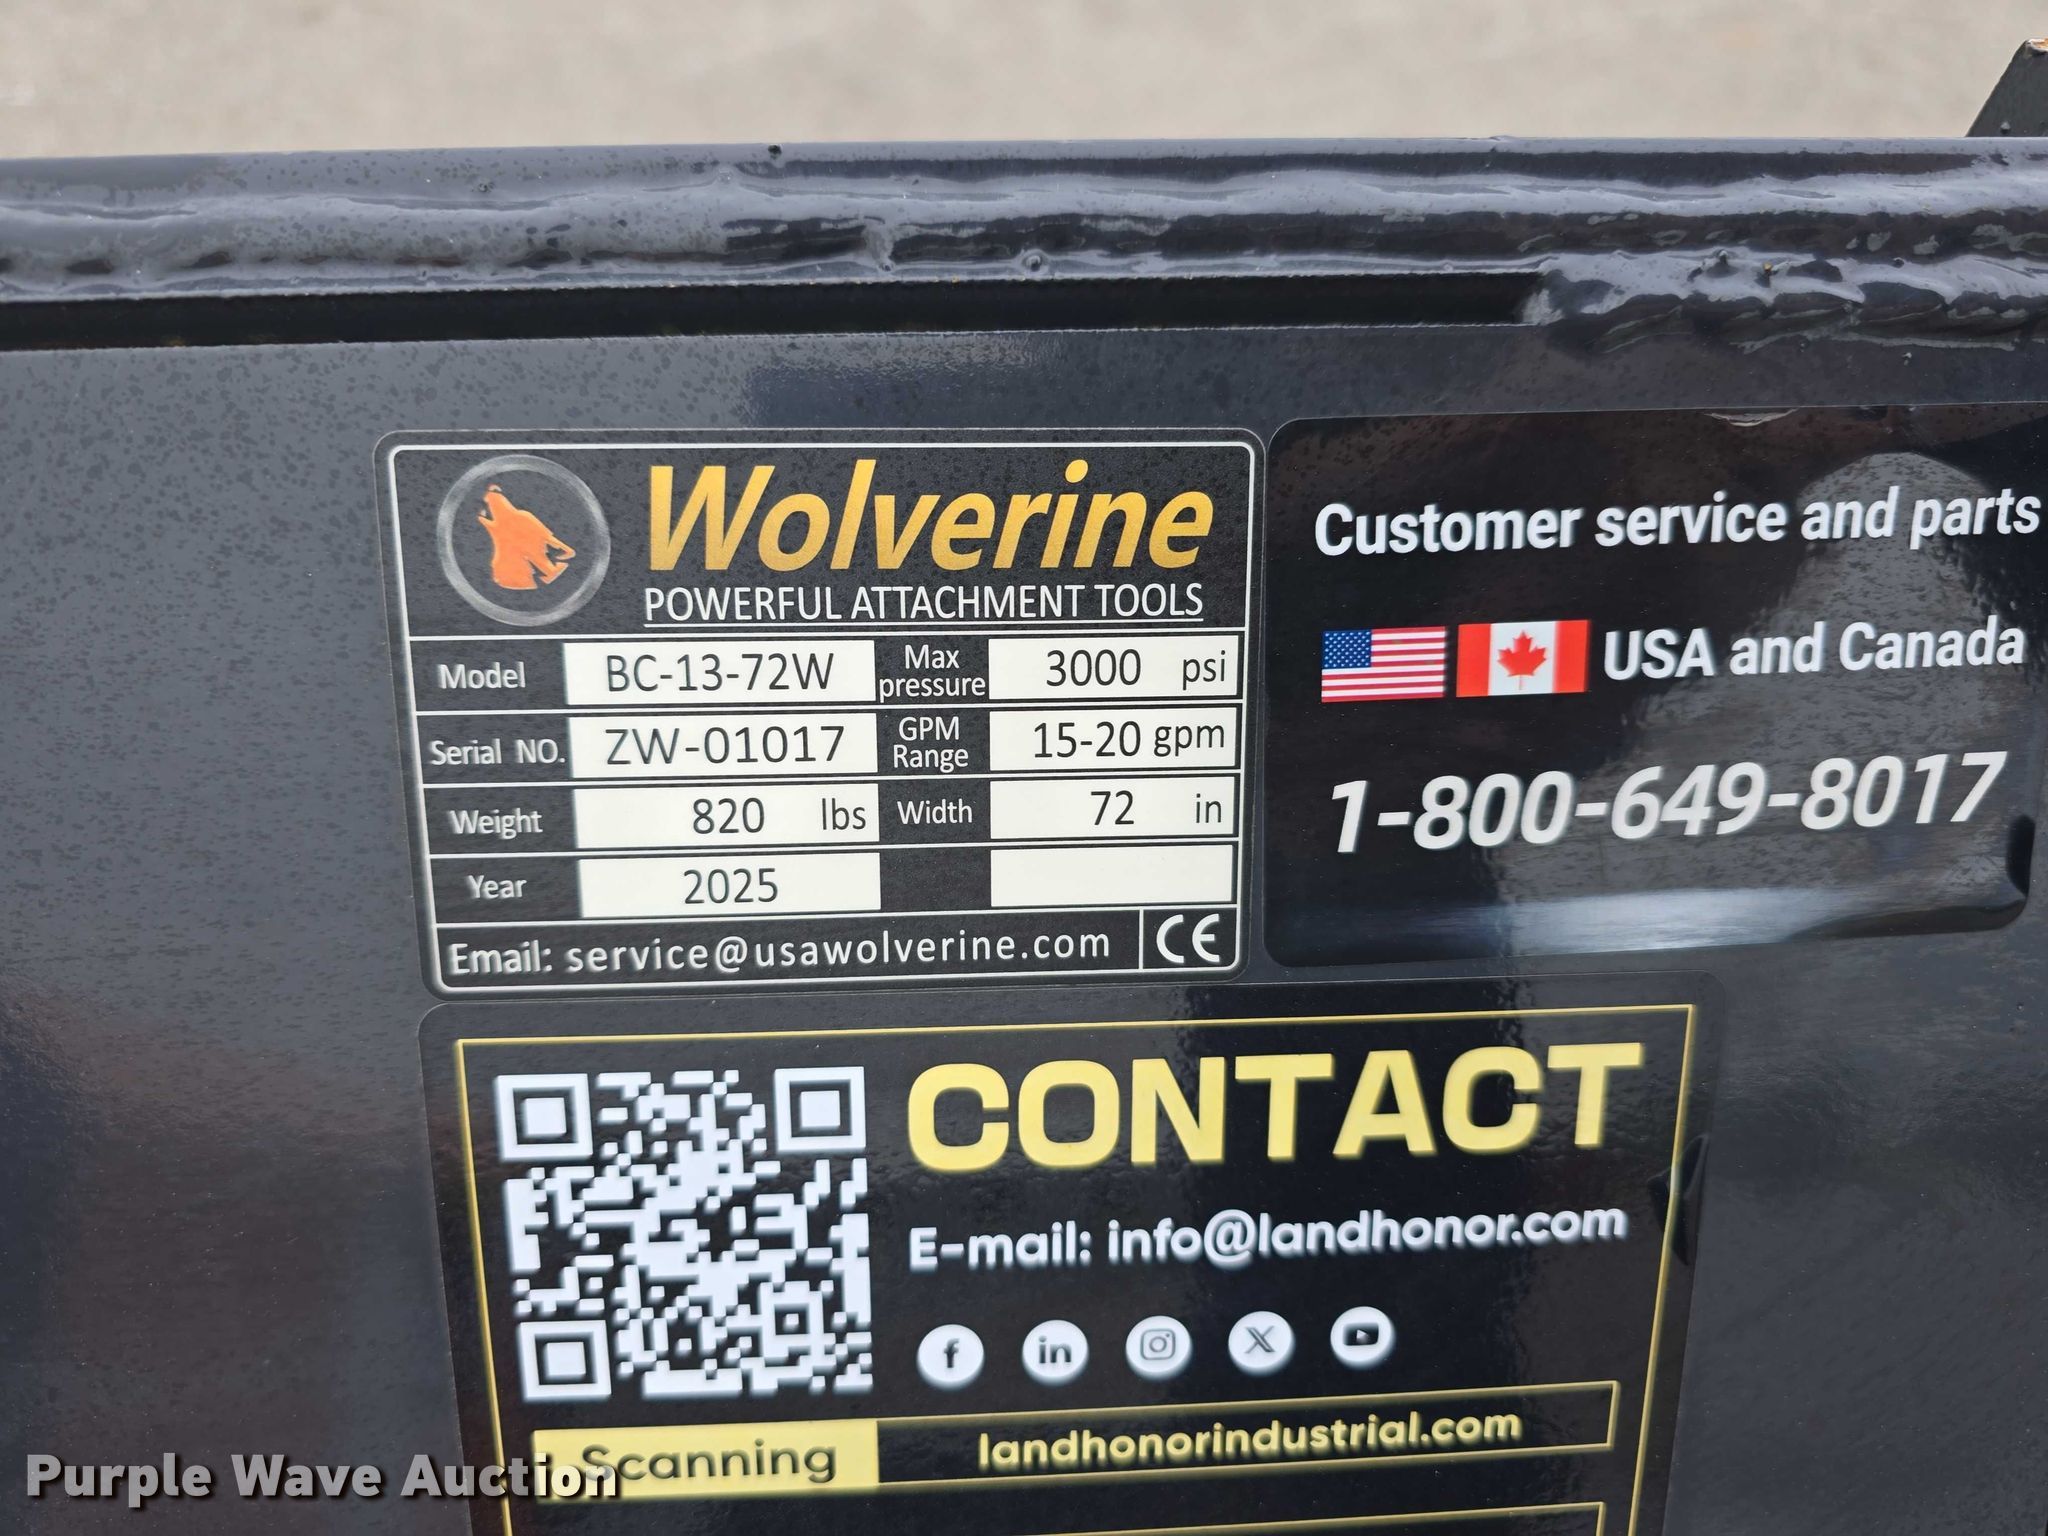 Wolverine
POWERFUL ATTACHMENT TOOLS
Model BC-13-72W Max pressure 3000 psi
Serial NO. ZW-01017 GPM Range 15-20 gpm
Weight 820 lbs Width 72 in
Year 2025
Email: service@usawolverine.com CE
Customer service and parts
USA and Canada
1-800-649-8017
CONTACT
E-mail: info@landhonor.com
f in X
Scanning landhonorindustrial.com
Purple Wave Auction